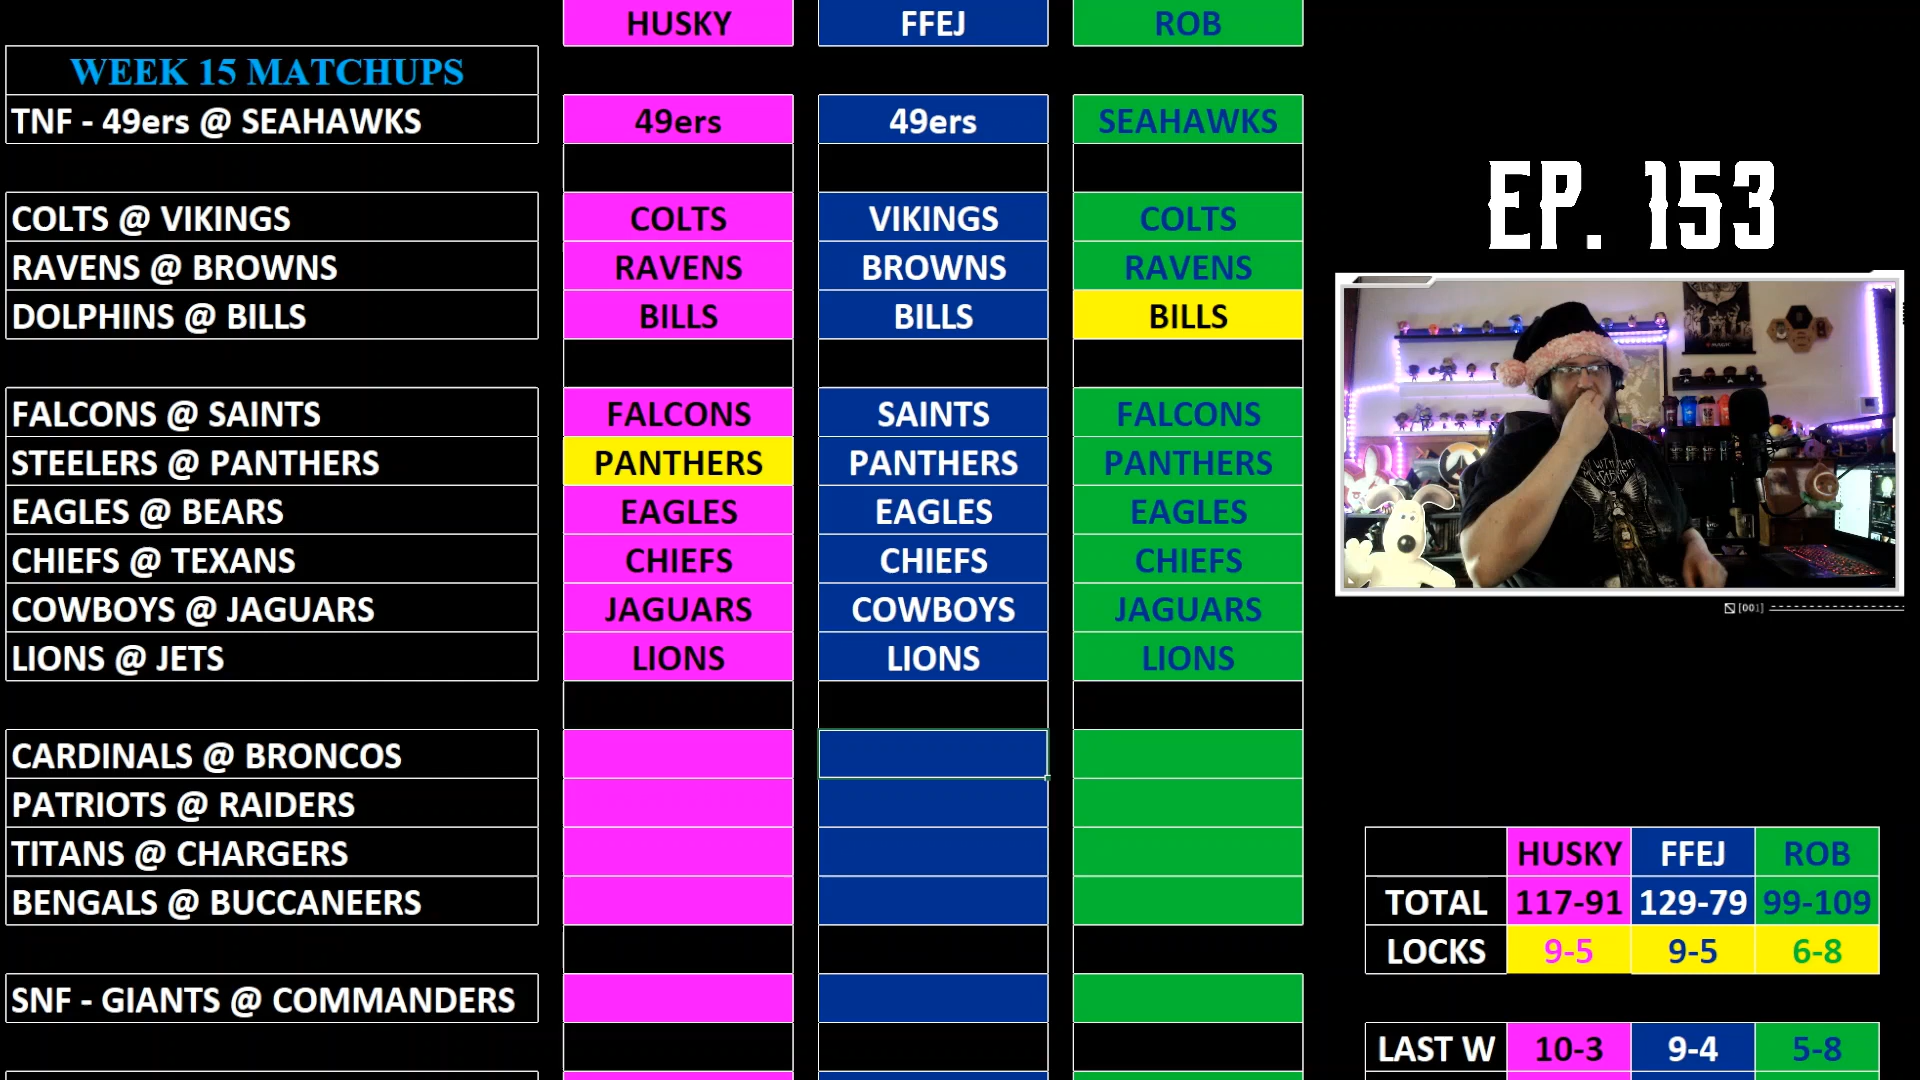 HUSKY FFEJ ROB
WEEK 15 MATCHUPS
TNF - 49ers @ SEAHAWKS 49ers 49ers SEAHAWKS
COLTS @ VIKINGS COLTS VIKINGS COLTS
RAVENS @ BROWNS RAVENS BROWNS RAVENS
DOLPHINS @ BILLS BILLS BILLS BILLS
FALCONS @ SAINTS FALCONS SAINTS FALCONS
STEELERS @ PANTHERS PANTHERS PANTHERS PANTHERS
EAGLES @ BEARS EAGLES EAGLES EAGLES
CHIEFS @ TEXANS CHIEFS CHIEFS CHIEFS
COWBOYS @ JAGUARS JAGUARS COWBOYS JAGUARS
LIONS @ JETS LIONS LIONS LIONS
CARDINALS @ BRONCOS
PATRIOTS @ RAIDERS
TITANS @ CHARGERS
BENGALS @ BUCCANEERS
SNF - GIANTS @ COMMANDERS
EP. 153
[001]
HUSKY FFEJ ROB
TOTAL 117-91 129-79 99-109
LOCKS 9-5 9-5 6-8
LAST W 10-3 9-4 5-8